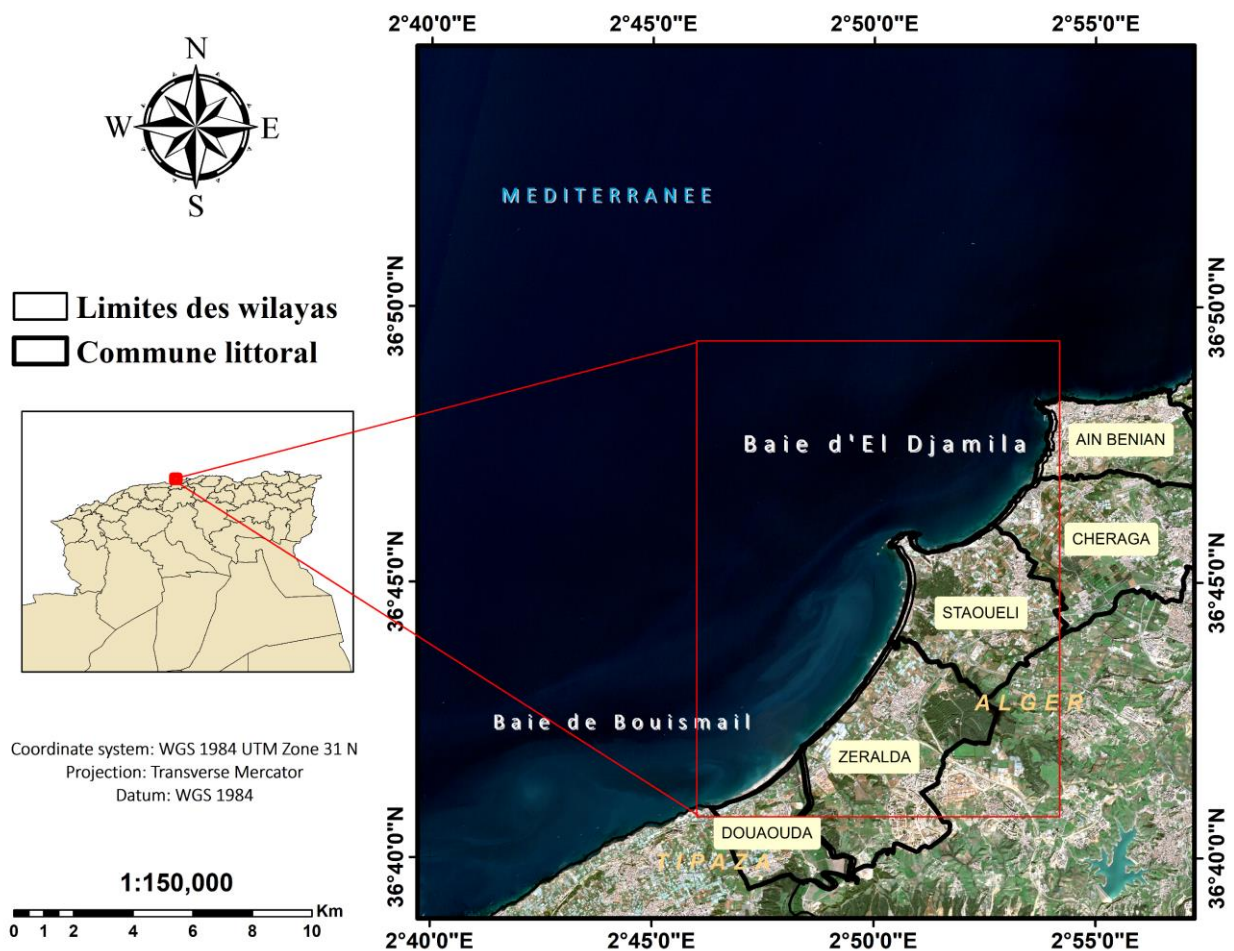 2°40'0"E
2°45'0"E
2°50'0"E
2°55'0"E
N
W
E
S
MEDITERRANEE
36°50'0"N
36°50'0"N
Limites des wilayas
Commune littoral
Baie d'El Djamila
AIN BENIAN
CHERAGA
36°45'0"N
36°45'0"N
STAOUELI
ALGER
Baie de Bouismail
ZERALDA
Coordinate system: WGS 1984 UTM Zone 31 N
Projection: Transverse Mercator
Datum: WGS 1984
DOUAOUDA
TIPAZA
36°40'0"N
36°40'0"N
1:150,000
Km
0 1 2 4 6 8 10
2°40'0"E
2°45'0"E
2°50'0"E
2°55'0"E